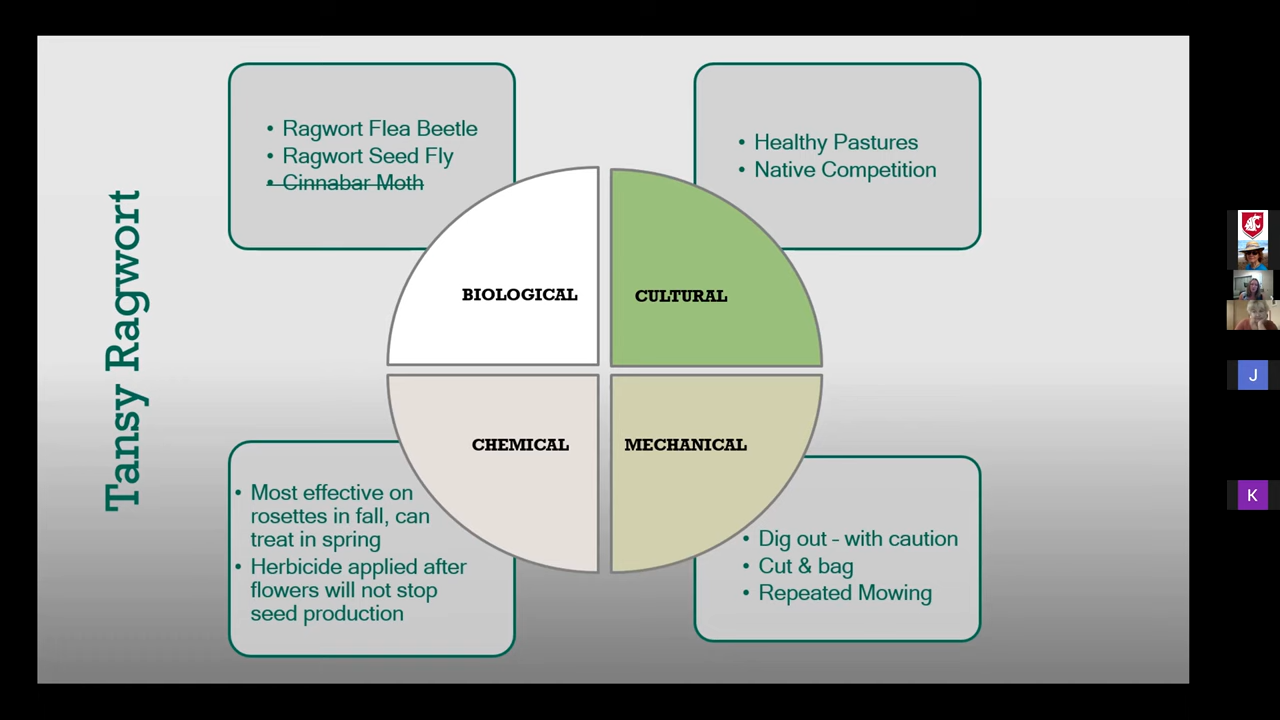 Tansy Ragwort
• Ragwort Flea Beetle
• Ragwort Seed Fly
• Cinnabar Moth
• Healthy Pastures
• Native Competition
BIOLOGICAL
CULTURAL
CHEMICAL
MECHANICAL
• Most effective on
rosettes in fall, can
treat in spring
• Herbicide applied after
flowers will not stop
seed production
• Dig out - with caution
• Cut & bag
• Repeated Mowing
J
K